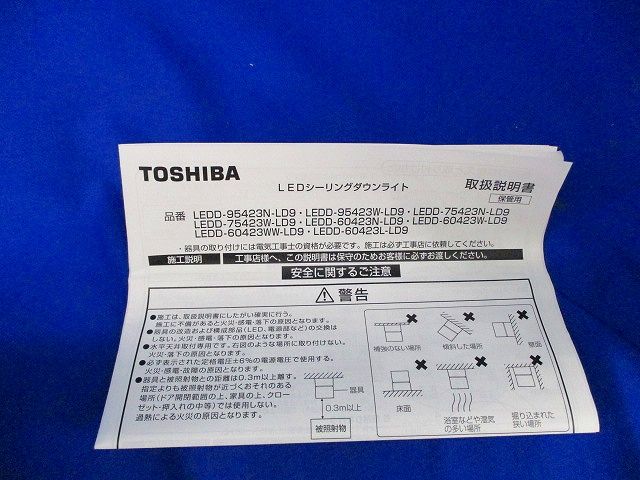 TOSHIBA
LEDシーリングダウンライト
取扱説明書
保管用
品番 LEDD-95423N-LD9・LEDD-95423W-LD9・LEDD-75423N-LD9
LEDD-75423W-LD9・LEDD-60423N-LD9・LEDD-60423W-LD9
LEDD-60423WW-LD9・LEDD-60423L-LD9
・器具の取り付けには電気工事士の資格が必要です。施工は必ず工事店に依頼してください。
施工説明 工事店様へ、この説明書は保守のためお客様に必ずお渡しください。
安全に関するご注意
警告
●施工は、取扱説明書にしたがい確実に行う。
施工に不備があると火災・感電・落下の原因となります。
●器具の改造および構成部品(LED、電源部など)の交換は
しない。火災・感電・落下の原因となります。
●水平天井取付専用です。右図のような場所に取り付けない。
火災・落下の原因となります。
●必ず表示された定格電圧±6%の電源電圧で使用する。
火災・感電・故障の原因となります。
●器具と被照射物との距離は0.3m以上離す。
指定よりも被照射物が近づくおそれのある
場所(ドア開閉範囲の上、家具の上、クロー
ゼット・押入れの中等)では使用しない。
過熱による火災の原因となります。
器具
0.3m以上
被照射物
補強のない場所
傾斜した場所
壁面
床面
浴室などや湿気
の多い場所
掘り込まれた
狭い場所